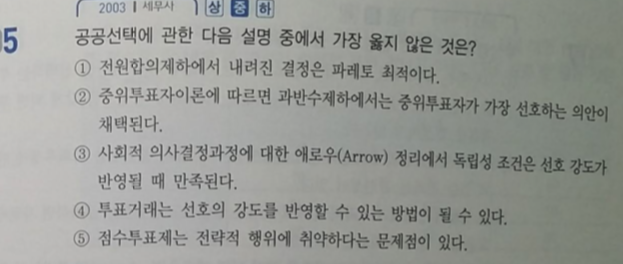 2003 | 세무사 상 중 하
05 공공선택에 관한 다음 설명 중에서 가장 옳지 않은 것은?
① 전원합의제하에서 내려진 결정은 파레토 최적이다.
② 중위투표자이론에 따르면 과반수제하에서는 중위투표자가 가장 선호하는 의안이
채택된다.
③ 사회적 의사결정과정에 대한 애로우(Arrow) 정리에서 독립성 조건은 선호 강도가
반영될 때 만족된다.
④ 투표거래는 선호의 강도를 반영할 수 있는 방법이 될 수 있다.
⑤ 점수투표제는 전략적 행위에 취약하다는 문제점이 있다.